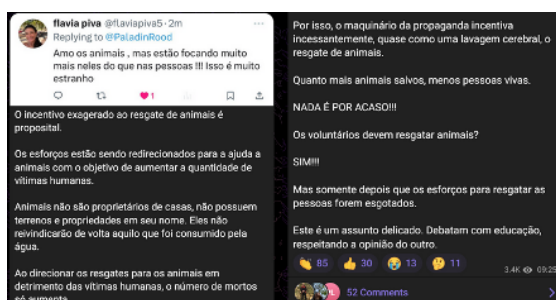 flavia piva @flaviapiva5 · 2m
Replying to @PaladinRood
Amo os animais , mas estão focando muito
mais neles do que nas pessoas !!! Isso é muito
estranho
1
O incentivo exagerado ao resgate de animais é
proposital.
Os esforços estão sendo redirecionados para a ajuda a
animais com o objetivo de aumentar a quantidade de
vítimas humanas.
Animais não são proprietários de casas, não possuem
terrenos e propriedades em seu nome. Eles não
reivindicarão de volta aquilo que foi consumido pela
água.
Ao direcionar os resgates para os animais em
detrimento das vítimas humanas, o número de mortos
só aumenta.
Por isso, o maquinário da propaganda incentiva
incessantemente, quase como uma lavagem cerebral, o
resgate de animais.
Quanto mais animais salvos, menos pessoas vivas.
NADA É POR ACASO!!!
Os voluntários devem resgatar animais?
SIM!!!
Mas somente depois que os esforços para resgatar as
pessoas forem esgotados.
Este é um assunto delicado. Debatam com educação,
respeitando a opinião do outro.
85 30 13 11
3.4K 09:29
52 Comments